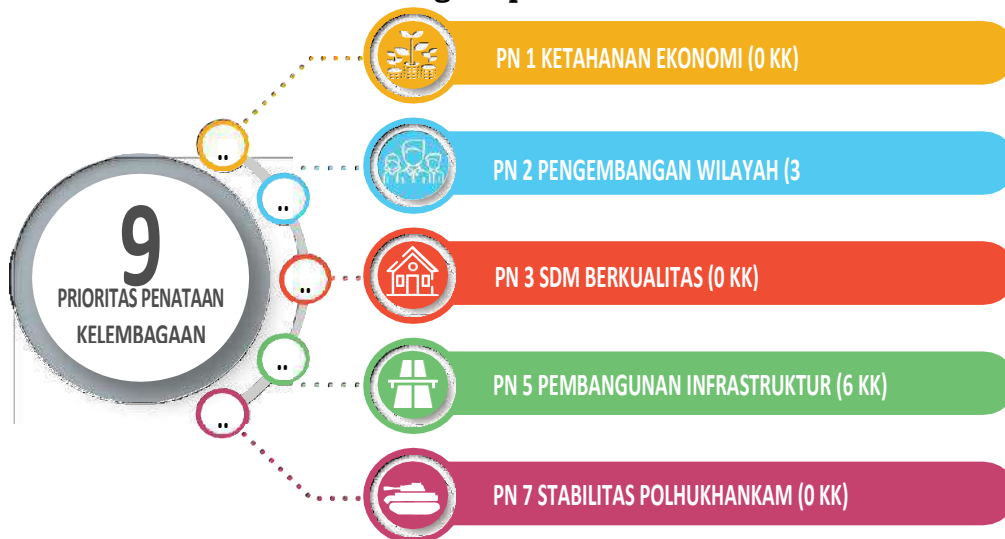 9
PRIORITAS PENATAAN
KELEMBAGAAN
..
..
..
..
..
PN 1 KETAHANAN EKONOMI (0 KK)
PN 2 PENGEMBANGAN WILAYAH (3
PN 3 SDM BERKUALITAS (0 KK)
PN 5 PEMBANGUNAN INFRASTRUKTUR (6 KK)
PN 7 STABILITAS POLHUKHANKAM (0 KK)